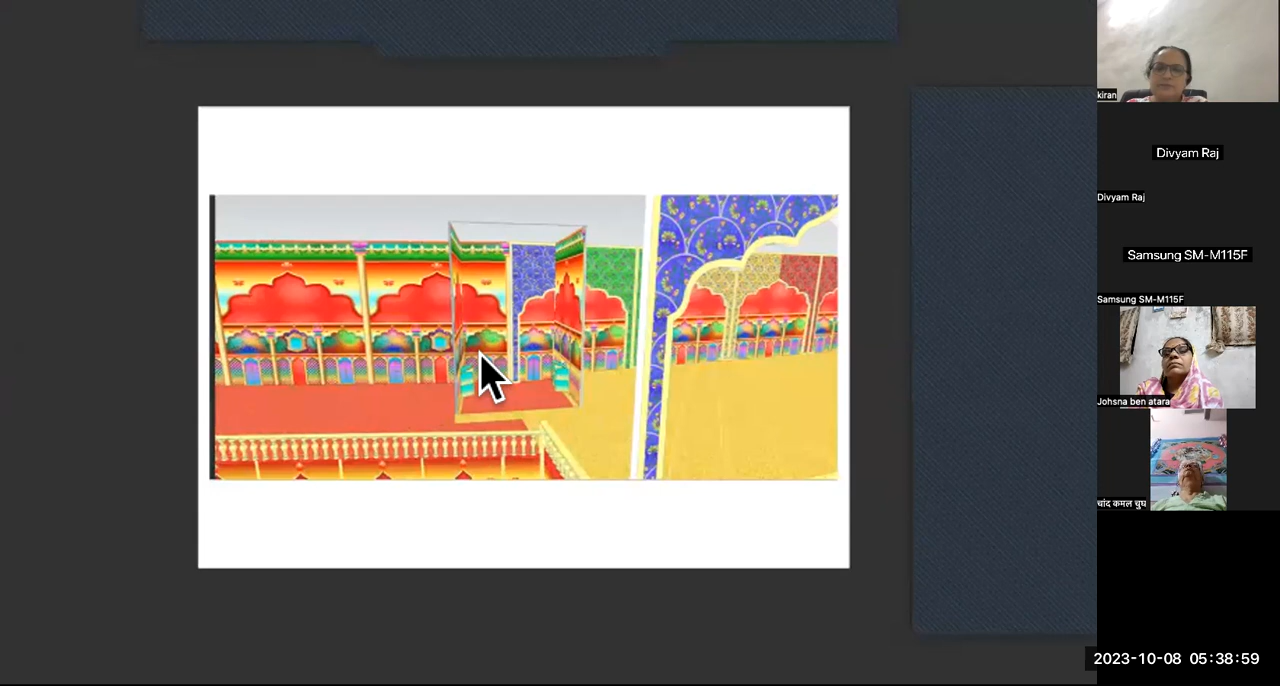 kiran
Divyam Raj
Divyam Raj
Samsung SM-M115F
Samsung SM-M115F
Johsna ben atara
चांद कमल चुघ
2023-10-08 05:38:59